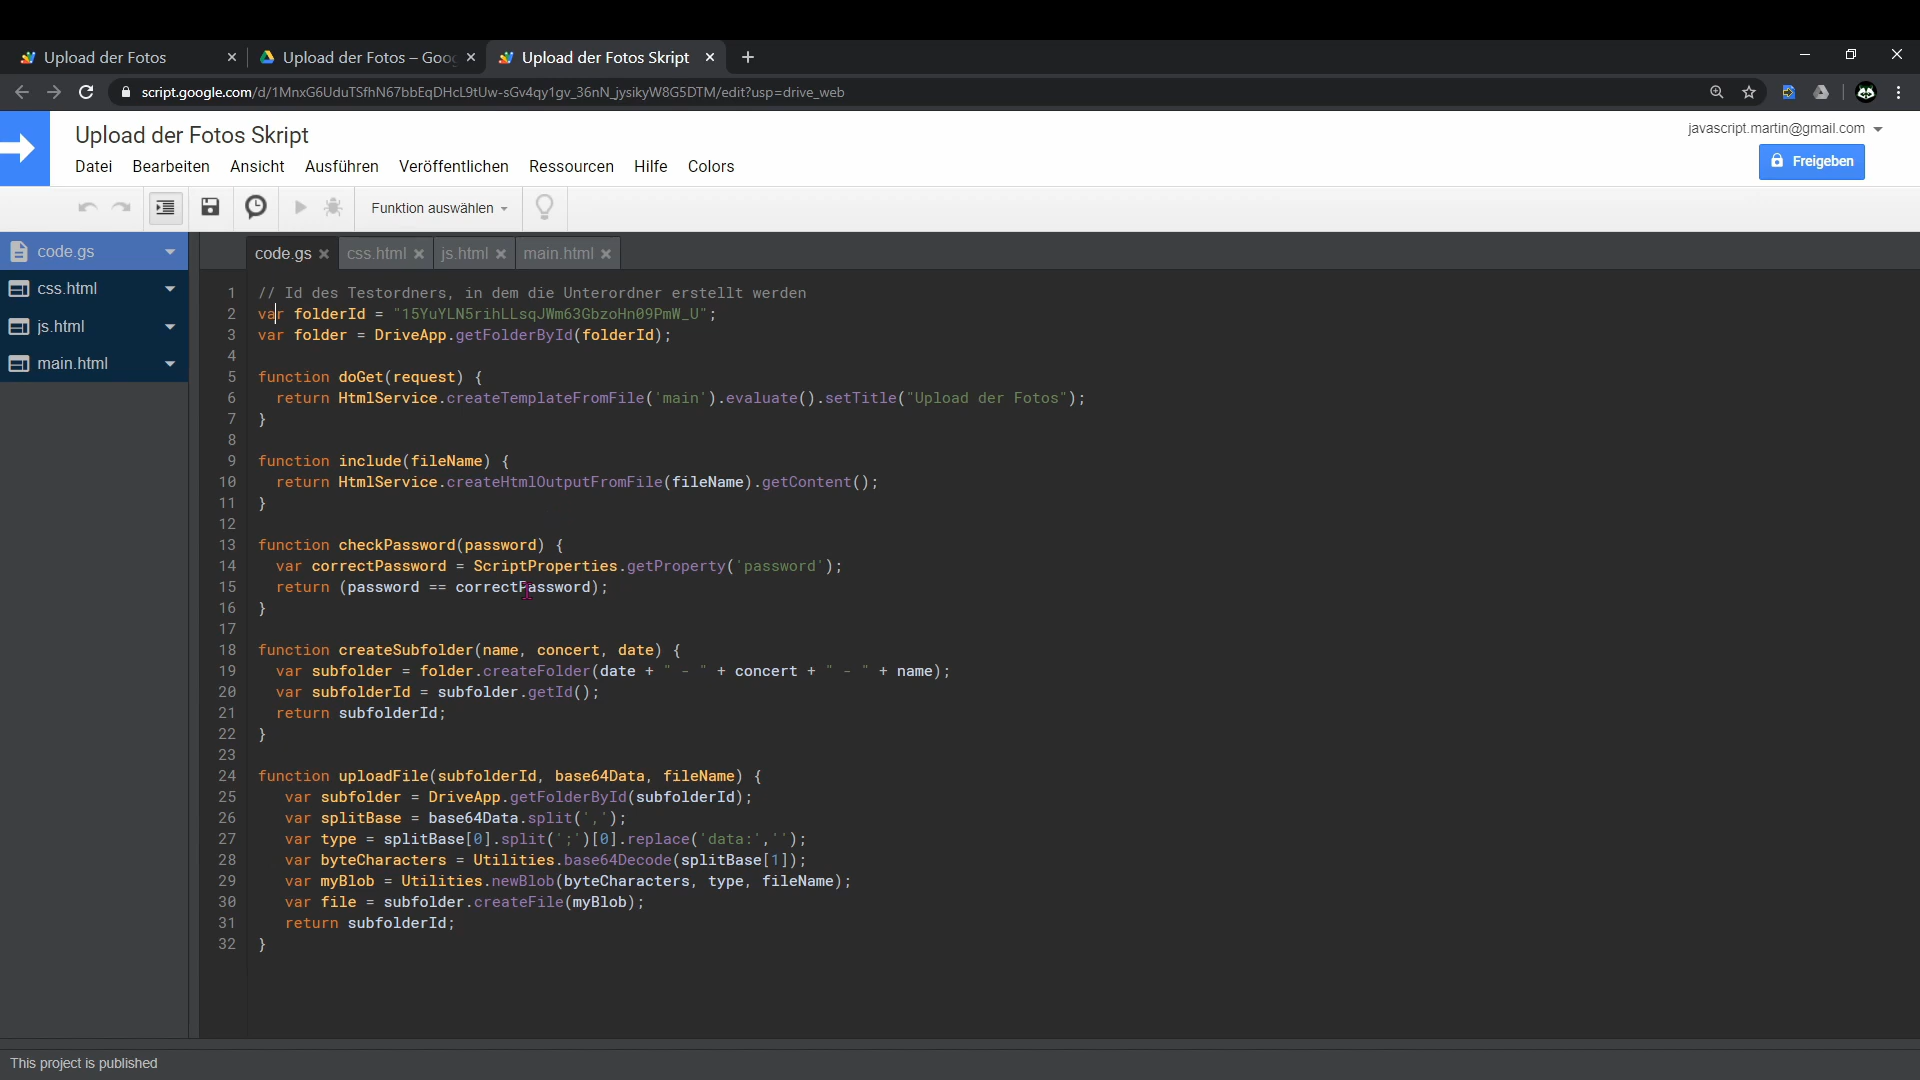 Upload der Fotos
Upload der Fotos – Goo
Upload der Fotos Skript
script.google.com/d/1MnxG6UduTSfhN67bbEqDHcL9tUw-sGv4qy1gv_36nN_jysikyW8G5DTM/edit?usp=drive_web
Upload der Fotos Skript
javascript.martin@gmail.com
Datei Bearbeiten Ansicht Ausführen Veröffentlichen Ressourcen Hilfe Colors
Freigeben
Funktion auswählen
code.gs
css.html
js.html
main.html
code.gs css.html js.html main.html
1 // Id des Testordners, in dem die Unterordner erstellt werden
2 var folderId = "15YuYLN5rihLLsqJWm63GbzoHn09PmW_U";
3 var folder = DriveApp.getFolderById(folderId);
4
5 function doGet(request) {
6 return HtmlService.createTemplateFromFile('main').evaluate().setTitle("Upload der Fotos");
7 }
8
9 function include(fileName) {
10 return HtmlService.createHtmlOutputFromFile(fileName).getContent();
11 }
12
13 function checkPassword(password) {
14 var correctPassword = ScriptProperties.getProperty('password');
15 return (password == correctPassword);
16 }
17
18 function createSubfolder(name, concert, date) {
19 var subfolder = folder.createFolder(date + " - " + concert + " - " + name);
20 var subfolderId = subfolder.getId();
21 return subfolderId;
22 }
23
24 function uploadFile(subfolderId, base64Data, fileName) {
25 var subfolder = DriveApp.getFolderById(subfolderId);
26 var splitBase = base64Data.split(',');
27 var type = splitBase[0].split(';')[0].replace('data:','');
28 var byteCharacters = Utilities.base64Decode(splitBase[1]);
29 var myBlob = Utilities.newBlob(byteCharacters, type, fileName);
30 var file = subfolder.createFile(myBlob);
31 return subfolderId;
32 }
This project is published